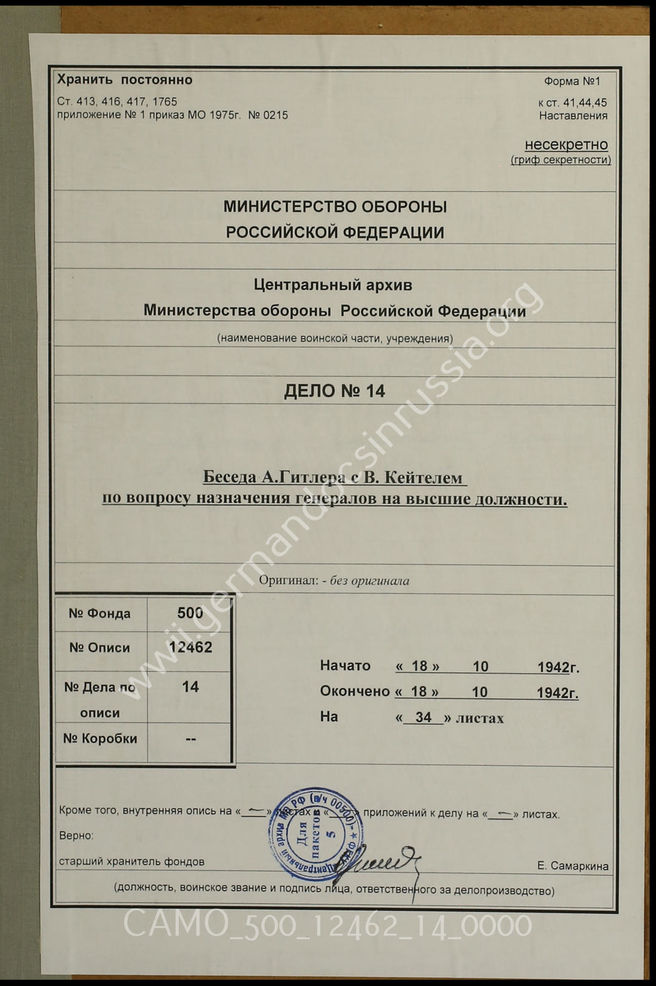 Хранить постоянно
Форма №1
Ст. 413, 416, 417, 1765
к ст. 41,44,45
приложение № 1 приказ МО 1975г. № 0215
Наставления
несекретно
(гриф секретности)
МИНИСТЕРСТВО ОБОРОНЫ
РОССИЙСКОЙ ФЕДЕРАЦИИ
Центральный архив
Министерства обороны Российской Федерации
(наименование воинской части, учреждения)
ДЕЛО № 14
Беседа А.Гитлера с В. Кейтелем
по вопросу назначения генералов на высшие должности.
Оригинал: - без оригинала
№ Фонда 500
№ Описи 12462
№ Дела по описи 14
№ Коробки --
Начато « 18 » 10 1942г.
Окончено « 18 » 10 1942г.
На « 34 » листах
Кроме того, внутренняя опись на « — » листах и « — » приложений к делу на « — » листах.
Верно:
старший хранитель фондов
Е. Самаркина
(должность, воинское звание и подпись лица, ответственного за делопроизводство)
Центральный архив МО РФ (в/ч 00500)
Для
пакетов
5
www.germandocsinrussia.org
CAMO_500_12462_14_0000